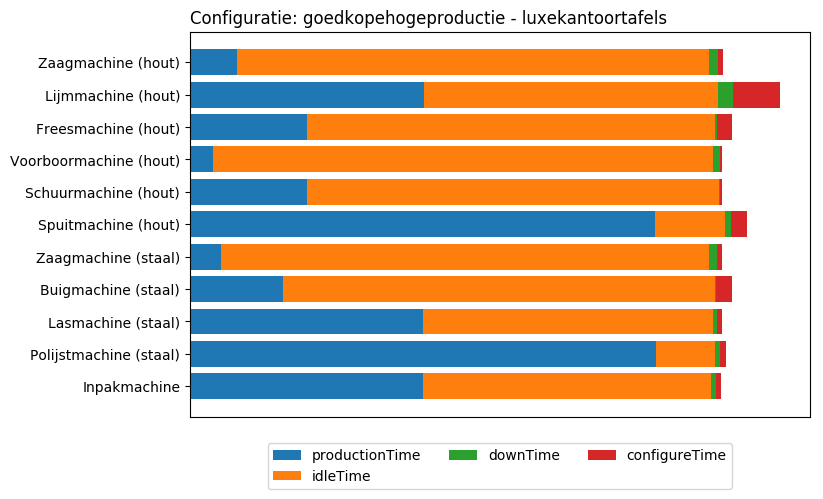 Configuratie: goedkopehogeproductie - luxekantoortafels
Zaagmachine (hout)
Lijmmachine (hout)
Freesmachine (hout)
Voorboormachine (hout)
Schuurmachine (hout)
Spuitmachine (hout)
Zaagmachine (staal)
Buigmachine (staal)
Lasmachine (staal)
Polijstmachine (staal)
Inpakmachine
productionTime downTime configureTime
idleTime